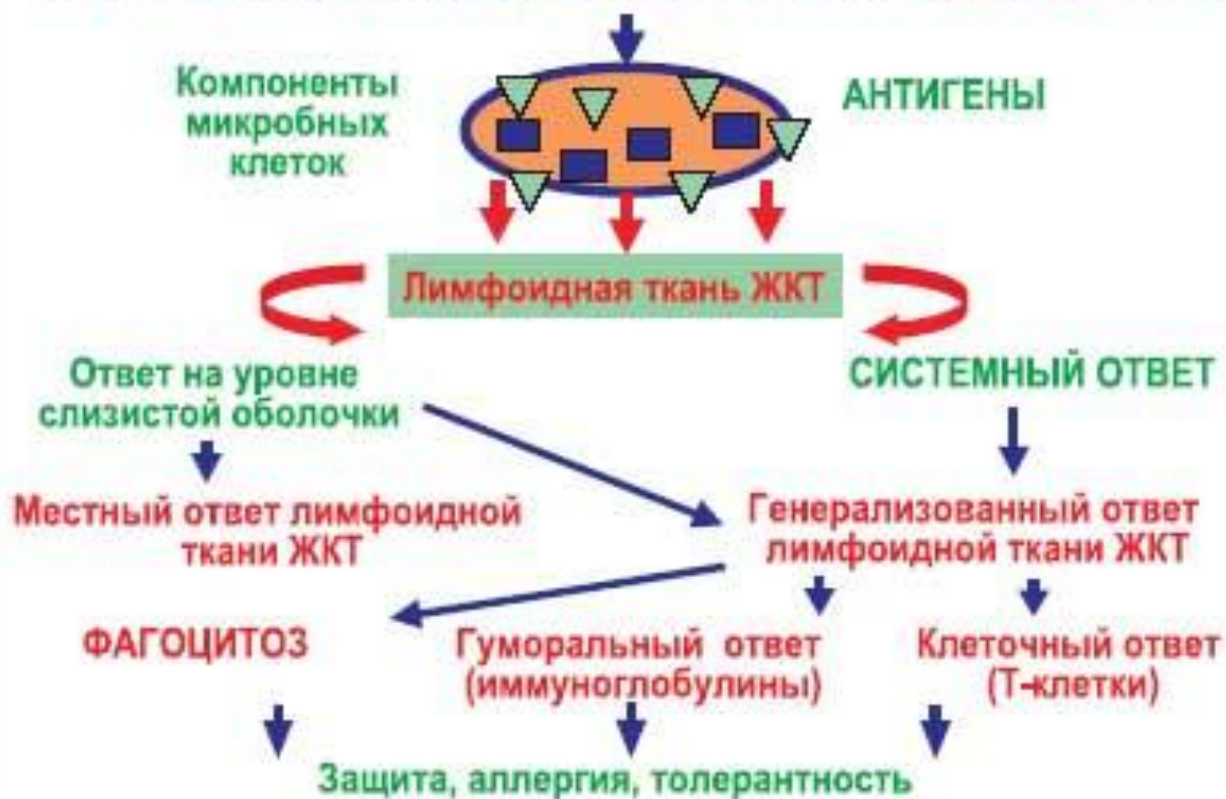 Компоненты
микробных
клеток
АНТИГЕНЫ
Лимфоидная ткань ЖКТ
Ответ на уровне
слизистой оболочки
СИСТЕМНЫЙ ОТВЕТ
Местный ответ лимфоидной
ткани ЖКТ
Генерализованный ответ
лимфоидной ткани ЖКТ
ФАГОЦИТОЗ
Гуморальный ответ
(иммуноглобулины)
Клеточный ответ
(Т-клетки)
Защита, аллергия, толерантность